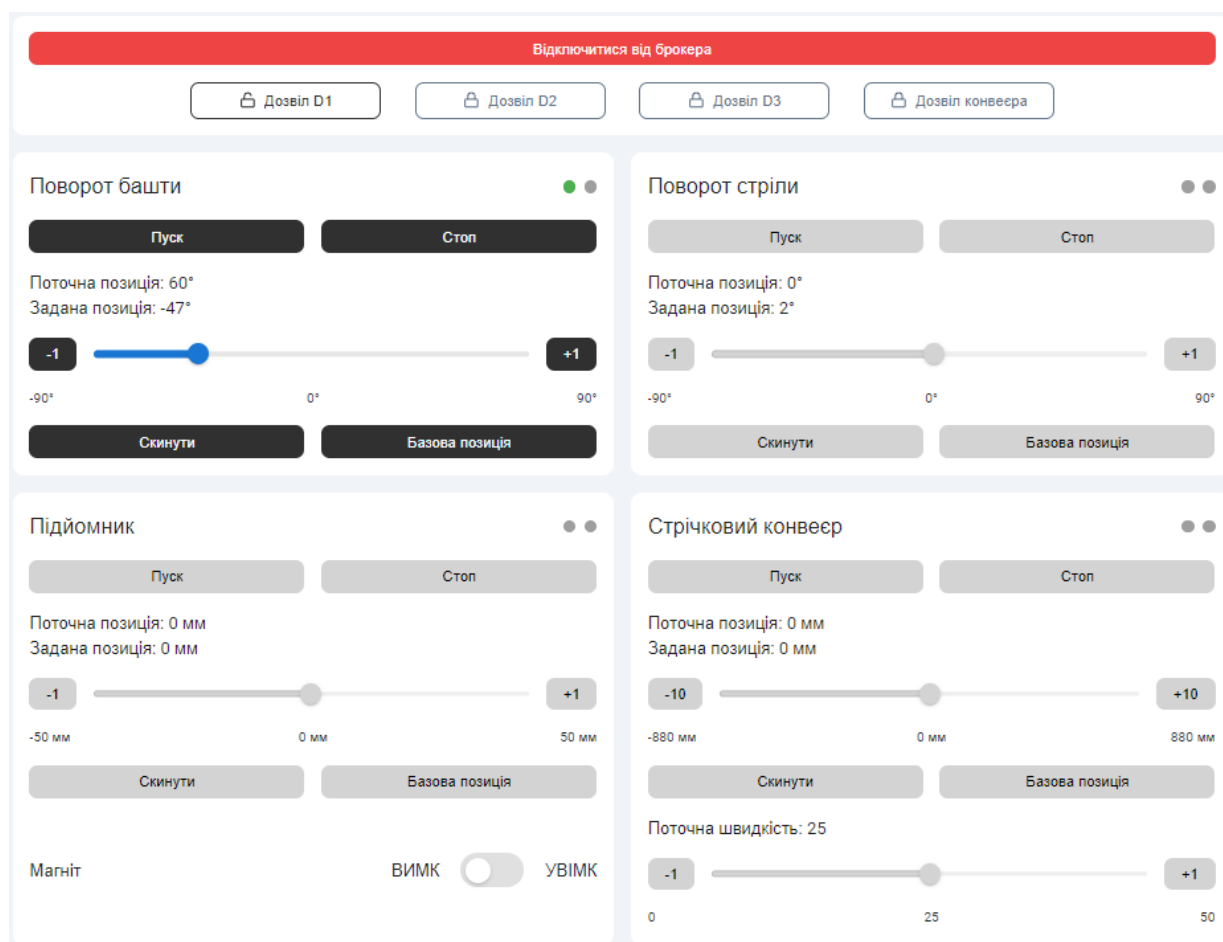 Відключитися від брокера
Дозвіл D1 Дозвіл D2 Дозвіл D3 Дозвіл конвеєра
Поворот башти
Пуск Стоп
Поточна позиція: 60°
Задана позиція: -47°
-1 +1
-90° 0° 90°
Скинути Базова позиція
Поворот стріли
Пуск Стоп
Поточна позиція: 0°
Задана позиція: 2°
-1 +1
-90° 0° 90°
Скинути Базова позиція
Підйомник
Пуск Стоп
Поточна позиція: 0 мм
Задана позиція: 0 мм
-1 +1
-50 мм 0 мм 50 мм
Скинути Базова позиція
Магніт ВИМК УВІМК
Стрічковий конвеєр
Пуск Стоп
Поточна позиція: 0 мм
Задана позиція: 0 мм
-10 +10
-880 мм 0 мм 880 мм
Скинути Базова позиція
Поточна швидкість: 25
-1 +1
0 25 50